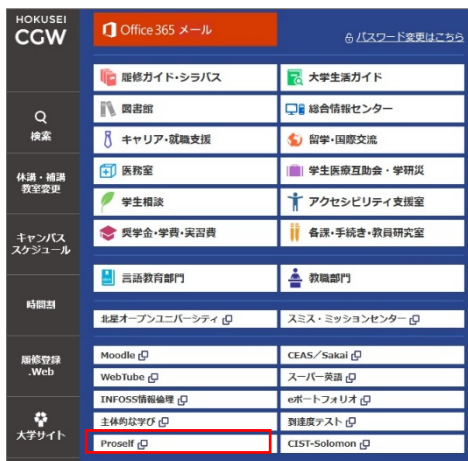 HOKUSEI
CGW
Office 365 メール
パスワード変更はこちら
履修ガイド・シラバス
大学生活ガイド
図書館
総合情報センター
検索
キャリア・就職支援
留学・国際交流
医務室
学生医療互助会・学研災
休講・補講
教室変更
学生相談
アクセシビリティ支援室
奨学金・学費・実習費
各課・手続き・教員研究室
キャンパス
スケジュール
言語教育部門
教職部門
時間割
北星オープンユニバーシティ
スミス・ミッションセンター
履修登録
.Web
Moodle
CEAS/Sakai
WebTube
スーパー英語
INFOSS情報倫理
eポートフォリオ
大学サイト
主体的な学び
到達度テスト
Proself
CIST-Solomon